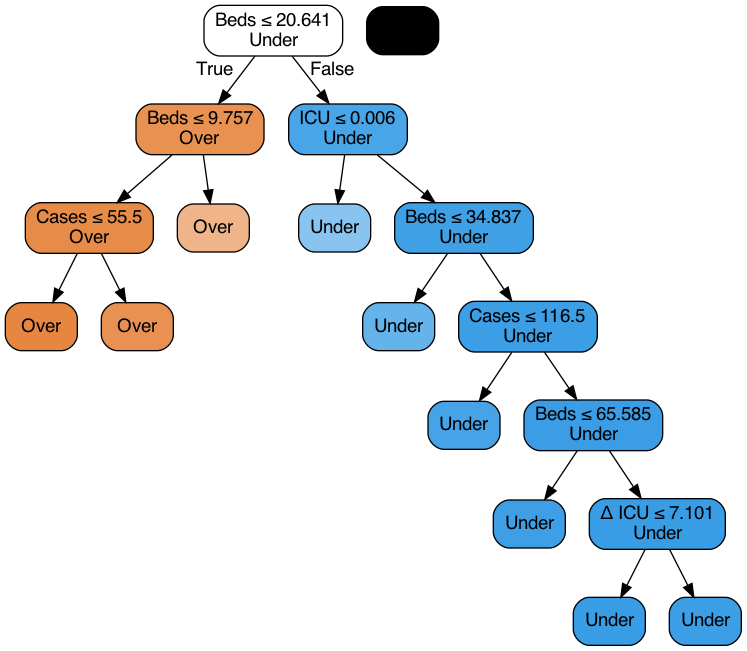 Beds ≤ 20.641
Under
True
False
Beds ≤ 9.757
Over
ICU ≤ 0.006
Under
Cases ≤ 55.5
Over
Over
Under
Beds ≤ 34.837
Under
Over
Over
Under
Cases ≤ 116.5
Under
Under
Beds ≤ 65.585
Under
Under
Δ ICU ≤ 7.101
Under
Under
Under